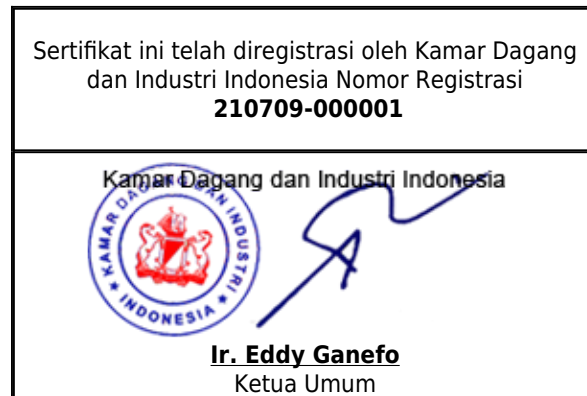 Sertifikat ini telah diregistrasi oleh Kamar Dagang
dan Industri Indonesia Nomor Registrasi
210709-000001
Kamar Dagang dan Industri Indonesia
KAMAR DAGANG DAN INDUSTRI
★ INDONESIA ★
Ir. Eddy Ganefo
Ketua Umum